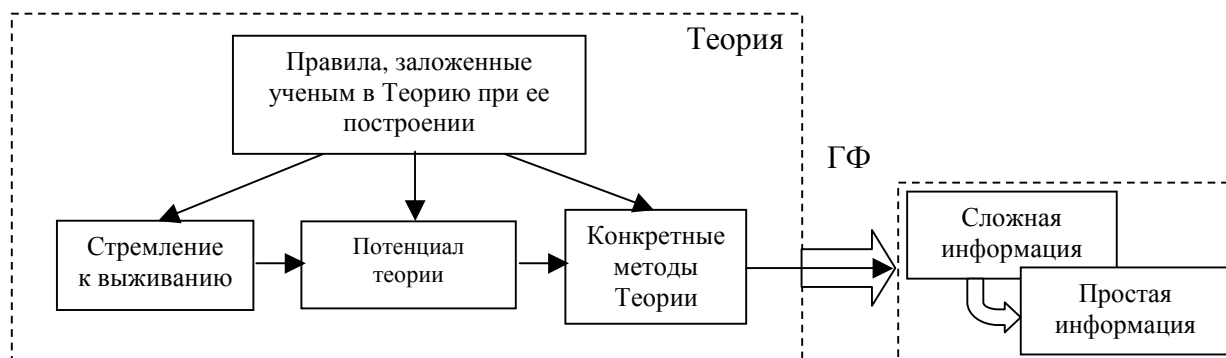 Теория
Правила, заложенные
ученым в Теорию при ее
построении
ГФ
Стремление
к выживанию
Потенциал
теории
Конкретные
методы
Теории
Сложная
информация
Простая
информация